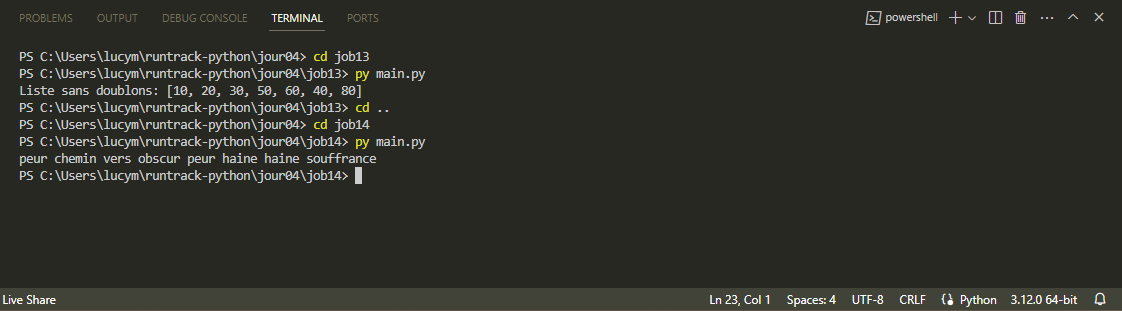 PROBLEMS OUTPUT DEBUG CONSOLE TERMINAL PORTS powershell
PS C:\Users\lucym\runtrack-python\jour04> cd job13
PS C:\Users\lucym\runtrack-python\jour04\job13> py main.py
Liste sans doublons: [10, 20, 30, 50, 60, 40, 80]
PS C:\Users\lucym\runtrack-python\jour04\job13> cd ..
PS C:\Users\lucym\runtrack-python\jour04> cd job14
PS C:\Users\lucym\runtrack-python\jour04\job14> py main.py
peur chemin vers obscur peur haine haine souffrance
PS C:\Users\lucym\runtrack-python\jour04\job14>
Live Share Ln 23, Col 1 Spaces: 4 UTF-8 CRLF Python 3.12.0 64-bit